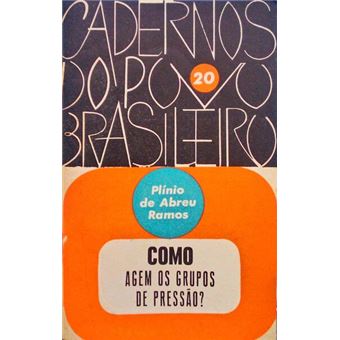 CADERNOS
DO POVO
20
BRASILEIRO
Plínio
de Abreu
Ramos
COMO
AGEM OS GRUPOS
DE PRESSÃO?